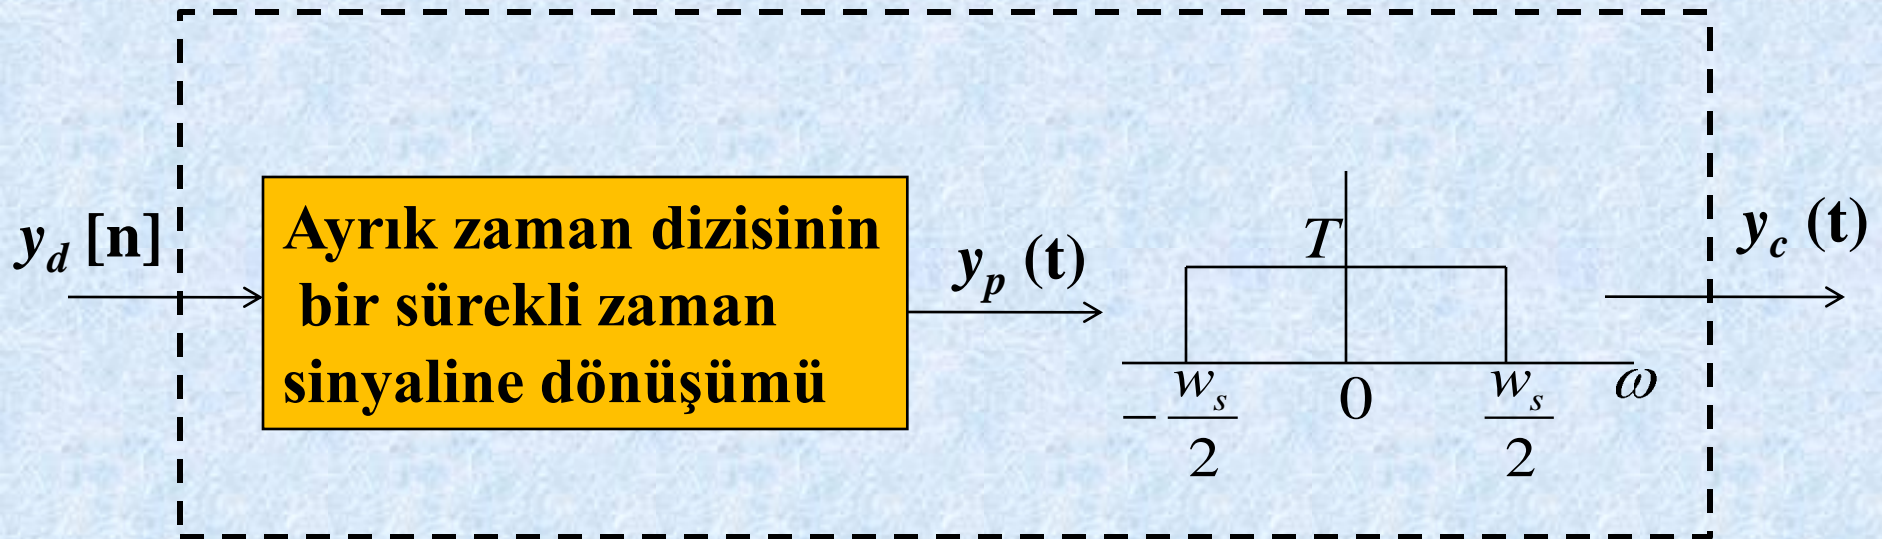 y_d [n]
Ayrık zaman dizisinin
bir sürekli zaman
sinyaline dönüşümü
y_p (t)
T
-w_s/2
0
w_s/2
ω
y_c (t)